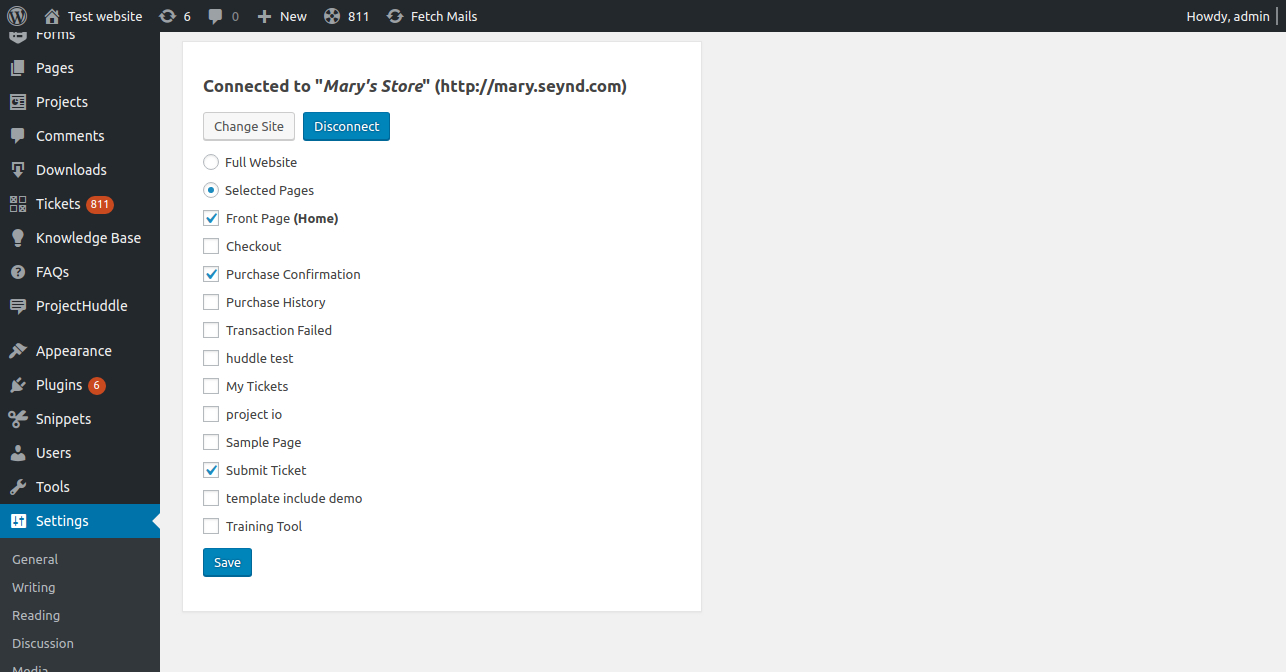 Test website 6 0 New 811 Fetch Mails Howdy, admin
Forms
Pages
Projects
Comments
Downloads
Tickets 811
Knowledge Base
FAQs
ProjectHuddle
Appearance
Plugins 6
Snippets
Users
Tools
Settings
General
Writing
Reading
Discussion
Media
Connected to "Mary's Store" (http://mary.seynd.com)
Change Site Disconnect
Full Website
Selected Pages
Front Page (Home)
Checkout
Purchase Confirmation
Purchase History
Transaction Failed
huddle test
My Tickets
project io
Sample Page
Submit Ticket
template include demo
Training Tool
Save